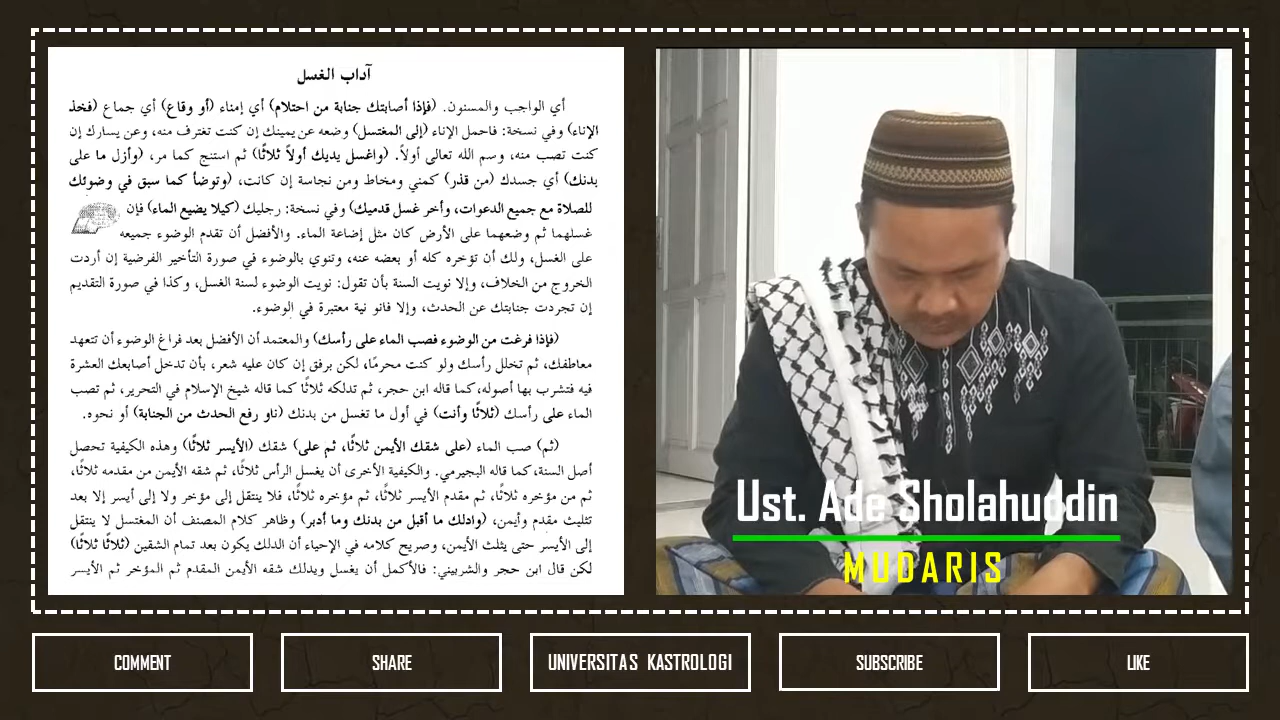 آداب الغسل
أي الواجب والمسنون. (فإذا أصابتك جنابة من احتلام) أي إمناء (أو وقاع) أي جماع (فخذ
الإناء) وفي نسخة: فاحمل الإناء (إلى المغتسل) وضعه عن يمينك إن كنت تغترف منه، وعن يسارك إن
كنت تصب منه، وسم الله تعالى أولاً. (واغسل يديك أولاً ثلاثًا) ثم استنج كما مر، (وأزل ما على
بدنك) أي جسدك (من قذر) كمني ومخاط ومن نجاسة إن كانت، (وتوضأ كما سبق في وضوئك
للصلاة مع جميع الدعوات، وأخر غسل قدميك) وفي نسخة: رجليك (كيلا يضيع الماء) فإن
غسلهما ثم وضعهما على الأرض كان مثل إضاعة الماء. والأفضل أن تقدم الوضوء جميعه
على الغسل، ولك أن تؤخره كله أو بعضه عنه، وتنوي بالوضوء في صورة التأخير الفرضية إن أردت
الخروج من الخلاف، وإلا نويت السنة بأن تقول: نويت الوضوء لسنة الغسل، وكذا في صورة التقديم
إن تجردت جنابتك عن الحدث، وإلا فانو نية معتبرة في الوضوء.
(فإذا فرغت من الوضوء فصب الماء على رأسك) والمعتمد أن الأفضل بعد فراغ الوضوء أن تتعهد
معاطفك، ثم تخلل رأسك ولو كنت محرمًا، لكن برفق إن كان عليه شعر، بأن تدخل أصابعك العشرة
فيه فتشرب بها أصوله، كما قاله ابن حجر، ثم تدلكه ثلاثًا كما قاله شيخ الإسلام في التحرير، ثم تصب
الماء على رأسك (ثلاثًا وأنت) في أول ما تغسل من بدنك (ناو رفع الحدث من الجنابة) أو نحوه.
(ثم) صب الماء (على شقك الأيمن ثلاثًا، ثم على) شقك (الأيسر ثلاثًا) وهذه الكيفية تحصل
أصل السنة، كما قاله البجيرمي. والكيفية الأخرى أن يغسل الرأس ثلاثًا، ثم شقه الأيمن من مقدمه ثلاثًا،
ثم من مؤخره ثلاثًا، ثم مقدم الأيسر ثلاثًا، ثم مؤخره ثلاثًا، فلا ينتقل إلى مؤخر ولا إلى أيسر إلا بعد
تثليث مقدم وأيمن، (وادلك ما أقبل من بدنك وما أدبر) وظاهر كلام المصنف أن المغتسل لا ينتقل
إلى الأيسر حتى يثلث الأيمن، وصريح كلامه في الإحياء أن الدلك يكون بعد تمام الشقين (ثلاثًا ثلاثًا)
لكن قال ابن حجر والشربيني: فالأكمل أن يغسل ويدلك شقه الأيمن المقدم ثم المؤخر ثم الأيسر
Ust. Ade Sholahuddin
MUDARIS
COMMENT
SHARE
UNIVERSITAS KASTROLOGI
SUBSCRIBE
LIKE